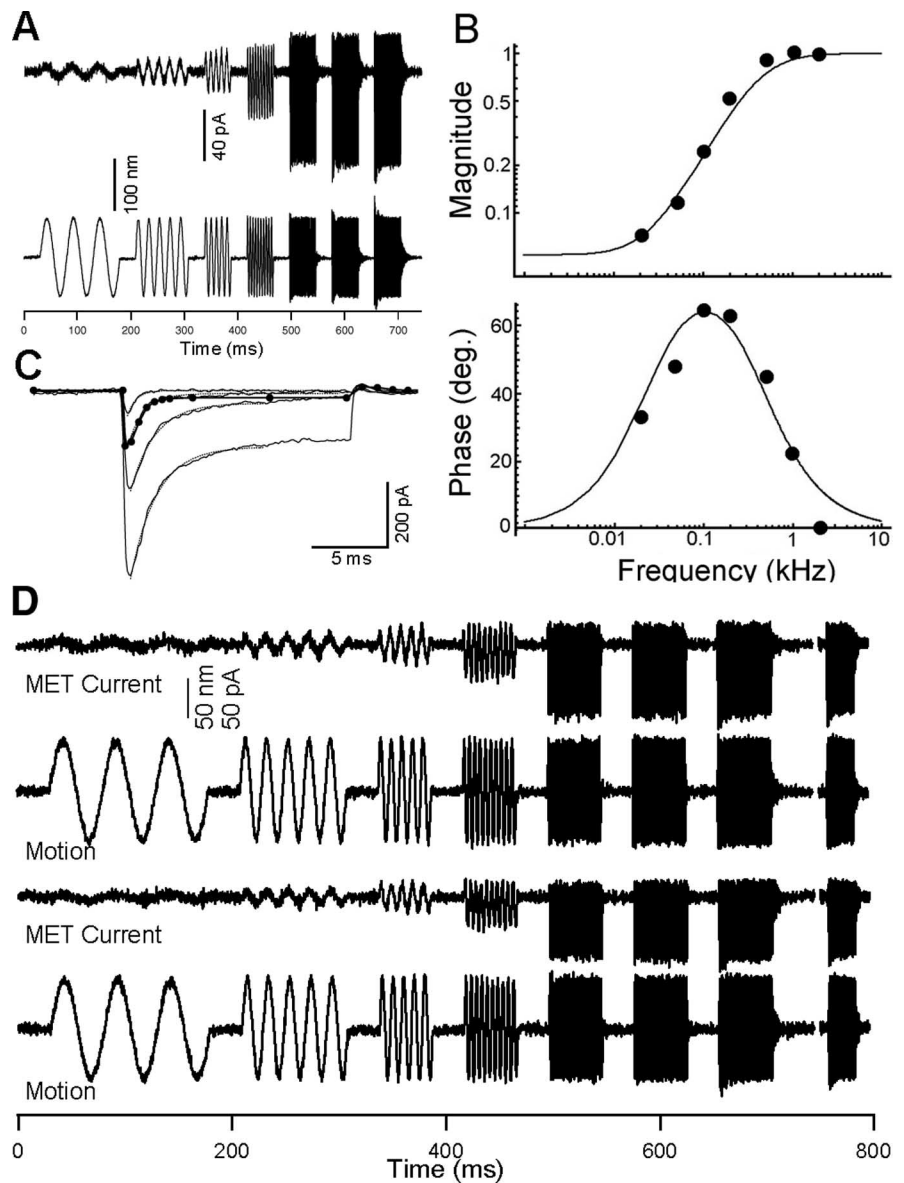 A
40 pA
100 nm
0 100 200 300 400 500 600 700
Time (ms)
B
1
0.5
0.2
0.1
Magnitude
60
40
20
0
Phase (deg.)
0.01 0.1 1 10
Frequency (kHz)
C
200 pA
5 ms
D
MET Current
50 nm
50 pA
Motion
MET Current
Motion
0 200 400 600 800
Time (ms)